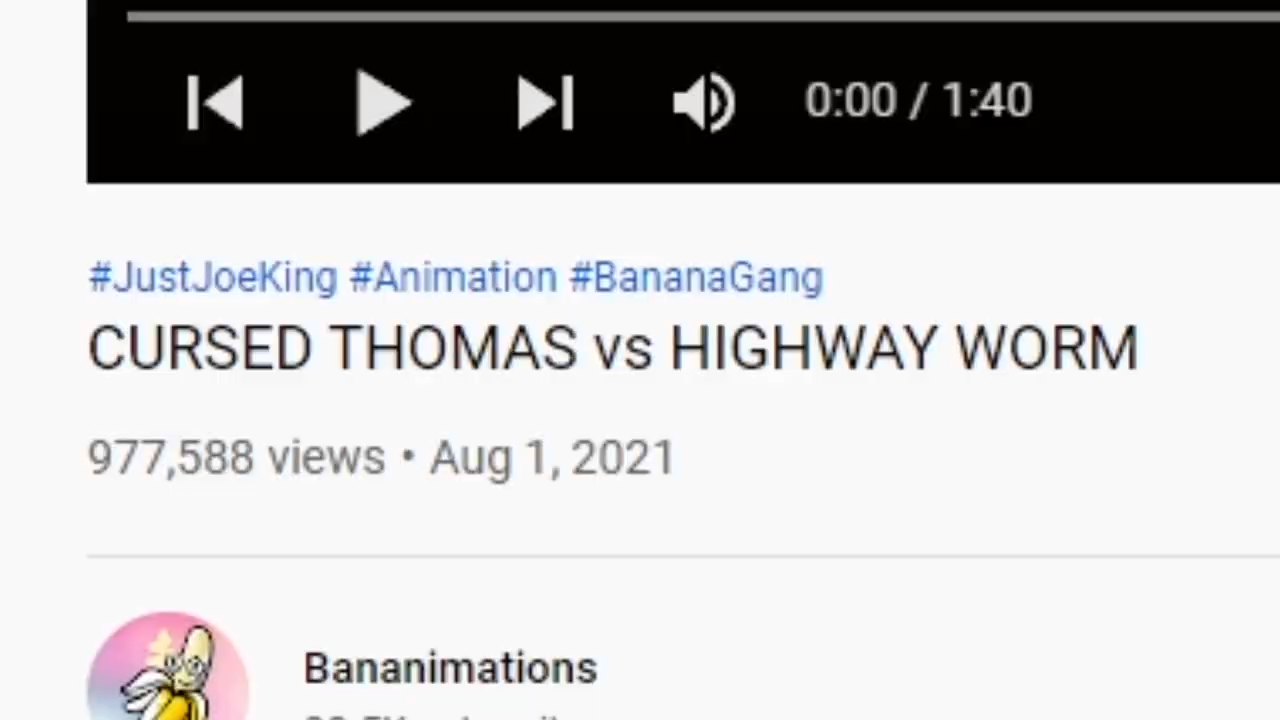 0:00 / 1:40
#JustJoeKing #Animation #BananaGang
CURSED THOMAS vs HIGHWAY WORM
977,588 views • Aug 1, 2021
Bananimations